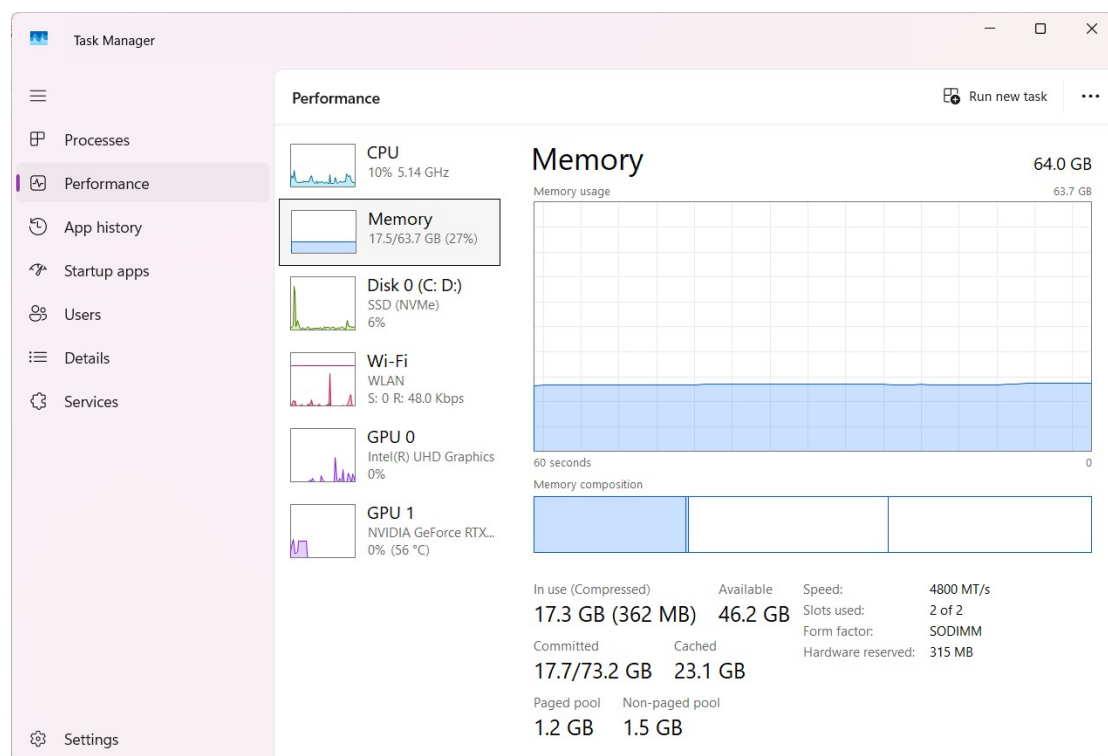 Task Manager
Processes
Performance
App history
Startup apps
Users
Details
Services
Settings
Performance
Run new task
CPU
10% 5.14 GHz
Memory
17.5/63.7 GB (27%)
Disk 0 (C: D:)
SSD (NVMe)
6%
Wi-Fi
WLAN
S: 0 R: 48.0 Kbps
GPU 0
Intel(R) UHD Graphics
0%
GPU 1
NVIDIA GeForce RTX...
0% (56 °C)
Memory 64.0 GB
Memory usage 63.7 GB
60 seconds 0
Memory composition
In use (Compressed) Available
17.3 GB (362 MB) 46.2 GB
Committed Cached
17.7/73.2 GB 23.1 GB
Paged pool Non-paged pool
1.2 GB 1.5 GB
Speed: 4800 MT/s
Slots used: 2 of 2
Form factor: SODIMM
Hardware reserved: 315 MB